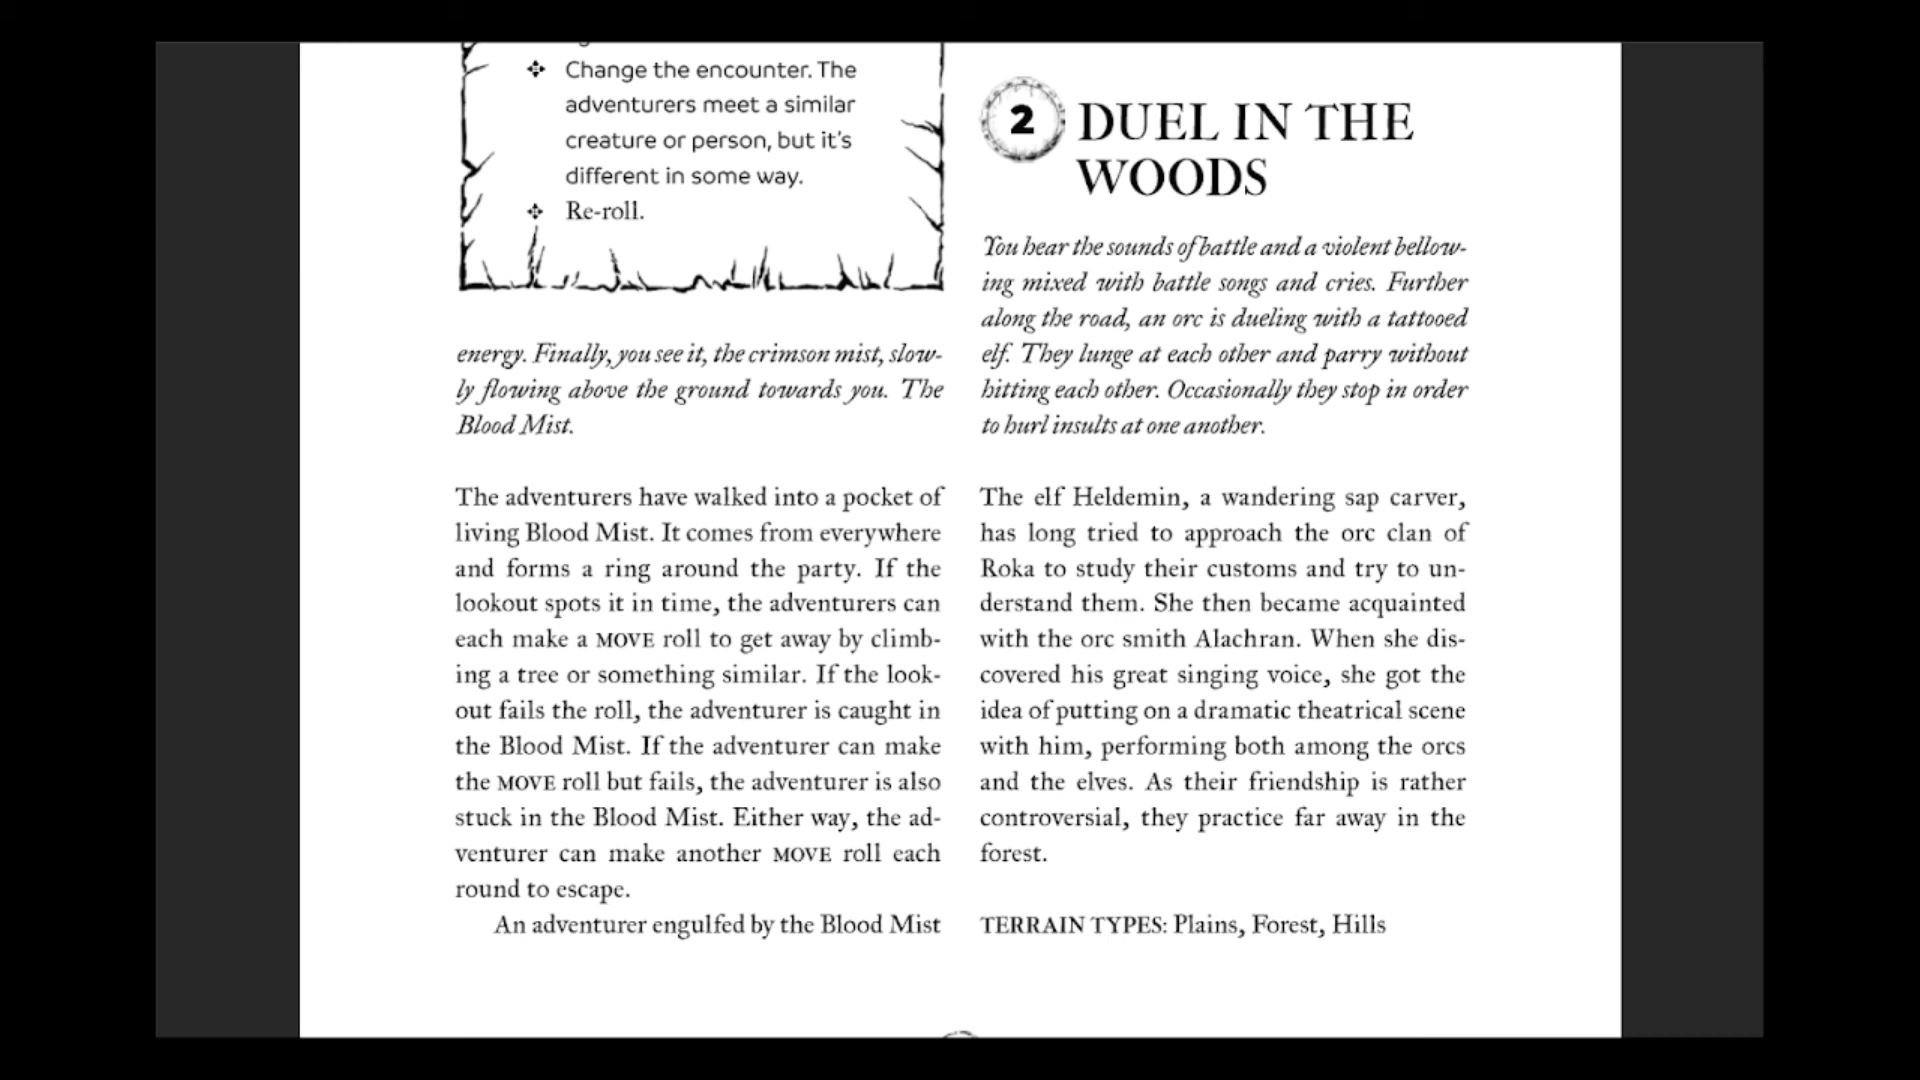 Change the encounter. The
adventurers meet a similar
creature or person, but it's
different in some way.
Re-roll.
energy. Finally, you see it, the crimson mist, slow-
ly flowing above the ground towards you. The
Blood Mist.
The adventurers have walked into a pocket of
living Blood Mist. It comes from everywhere
and forms a ring around the party. If the
lookout spots it in time, the adventurers can
each make a MOVE roll to get away by climb-
ing a tree or something similar. If the look-
out fails the roll, the adventurer is caught in
the Blood Mist. If the adventurer can make
the MOVE roll but fails, the adventurer is also
stuck in the Blood Mist. Either way, the ad-
venturer can make another MOVE roll each
round to escape.
An adventurer engulfed by the Blood Mist
2 DUEL IN THE
WOODS
You hear the sounds of battle and a violent bellow-
ing mixed with battle songs and cries. Further
along the road, an orc is dueling with a tattooed
elf. They lunge at each other and parry without
hitting each other. Occasionally they stop in order
to hurl insults at one another.
The elf Heldemin, a wandering sap carver,
has long tried to approach the orc clan of
Roka to study their customs and try to un-
derstand them. She then became acquainted
with the orc smith Alachran. When she dis-
covered his great singing voice, she got the
idea of putting on a dramatic theatrical scene
with him, performing both among the orcs
and the elves. As their friendship is rather
controversial, they practice far away in the
forest.
TERRAIN TYPES: Plains, Forest, Hills